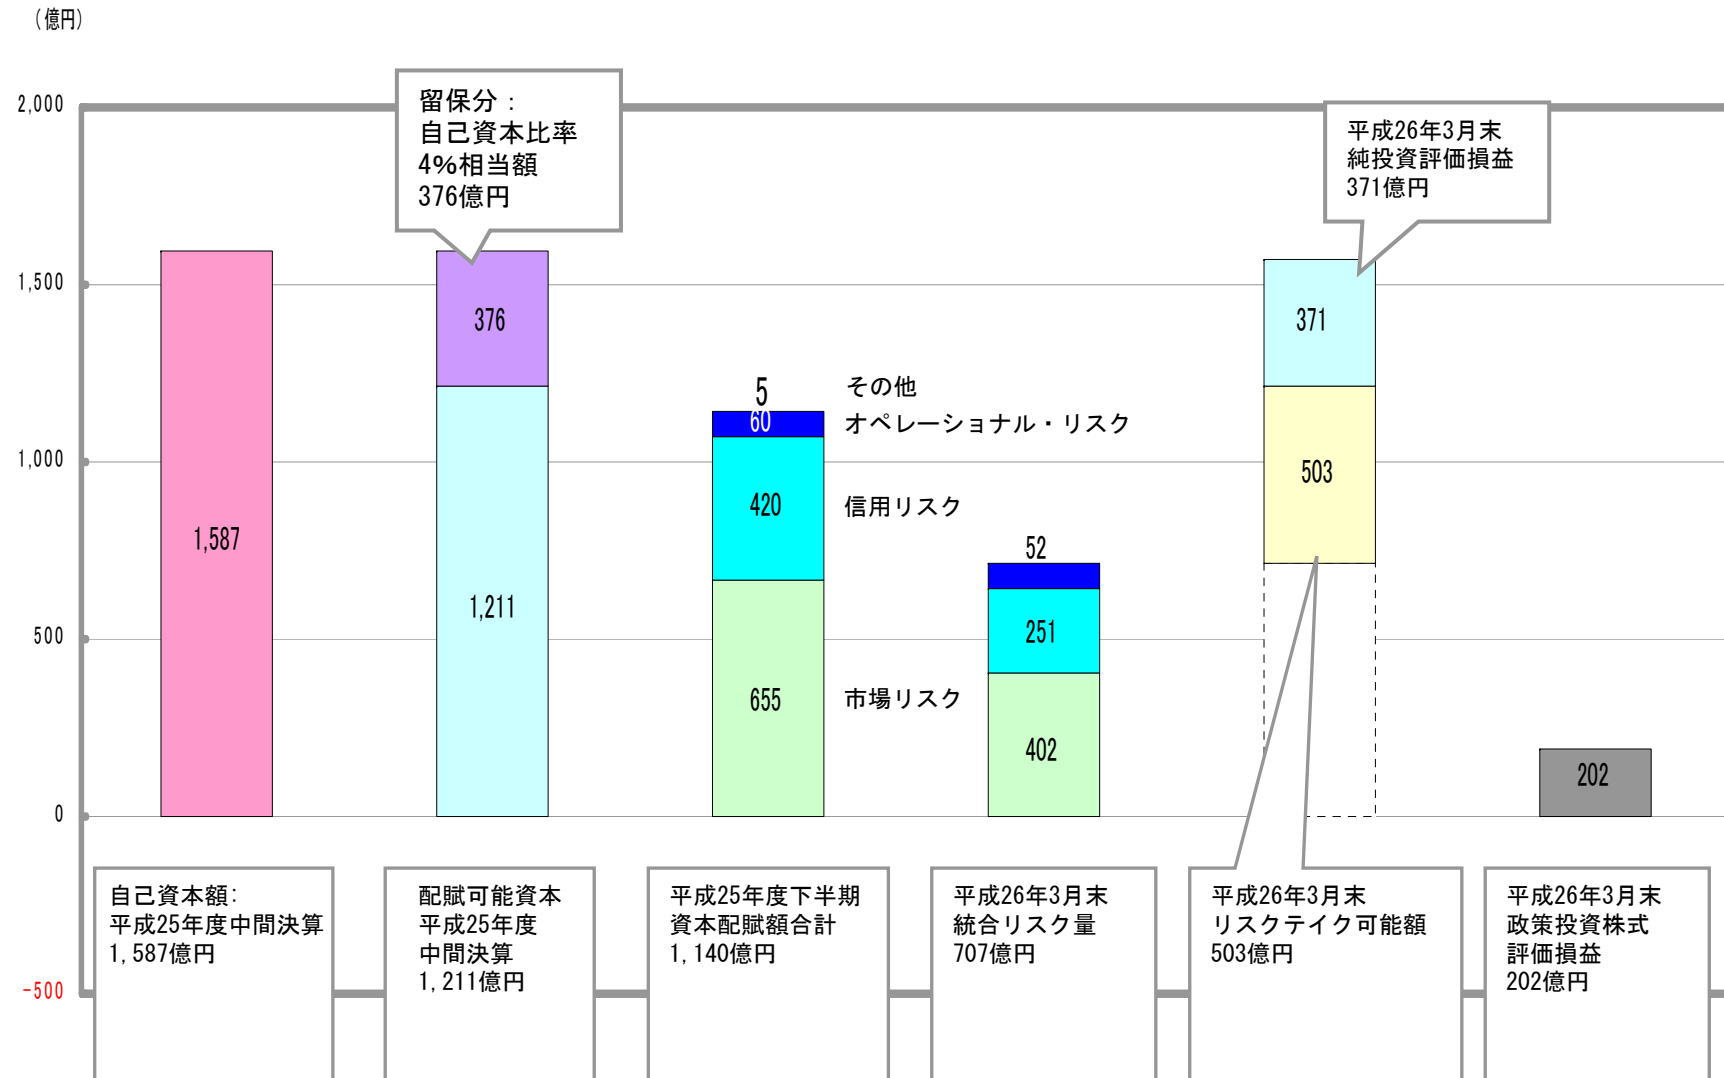 （億円）
2,000
1,500
1,000
500
0
-500
留保分：
自己資本比率
4%相当額
376億円
平成26年3月末
純投資評価損益
371億円
1,587
376
1,211
5
60
420
655
その他
オペレーショナル・リスク
信用リスク
市場リスク
52
251
402
371
503
202
自己資本額：
平成25年度中間決算
1,587億円
配賦可能資本
平成25年度
中間決算
1,211億円
平成25年度下半期
資本配賦額合計
1,140億円
平成26年3月末
統合リスク量
707億円
平成26年3月末
リスクテイク可能額
503億円
平成26年3月末
政策投資株式
評価損益
202億円